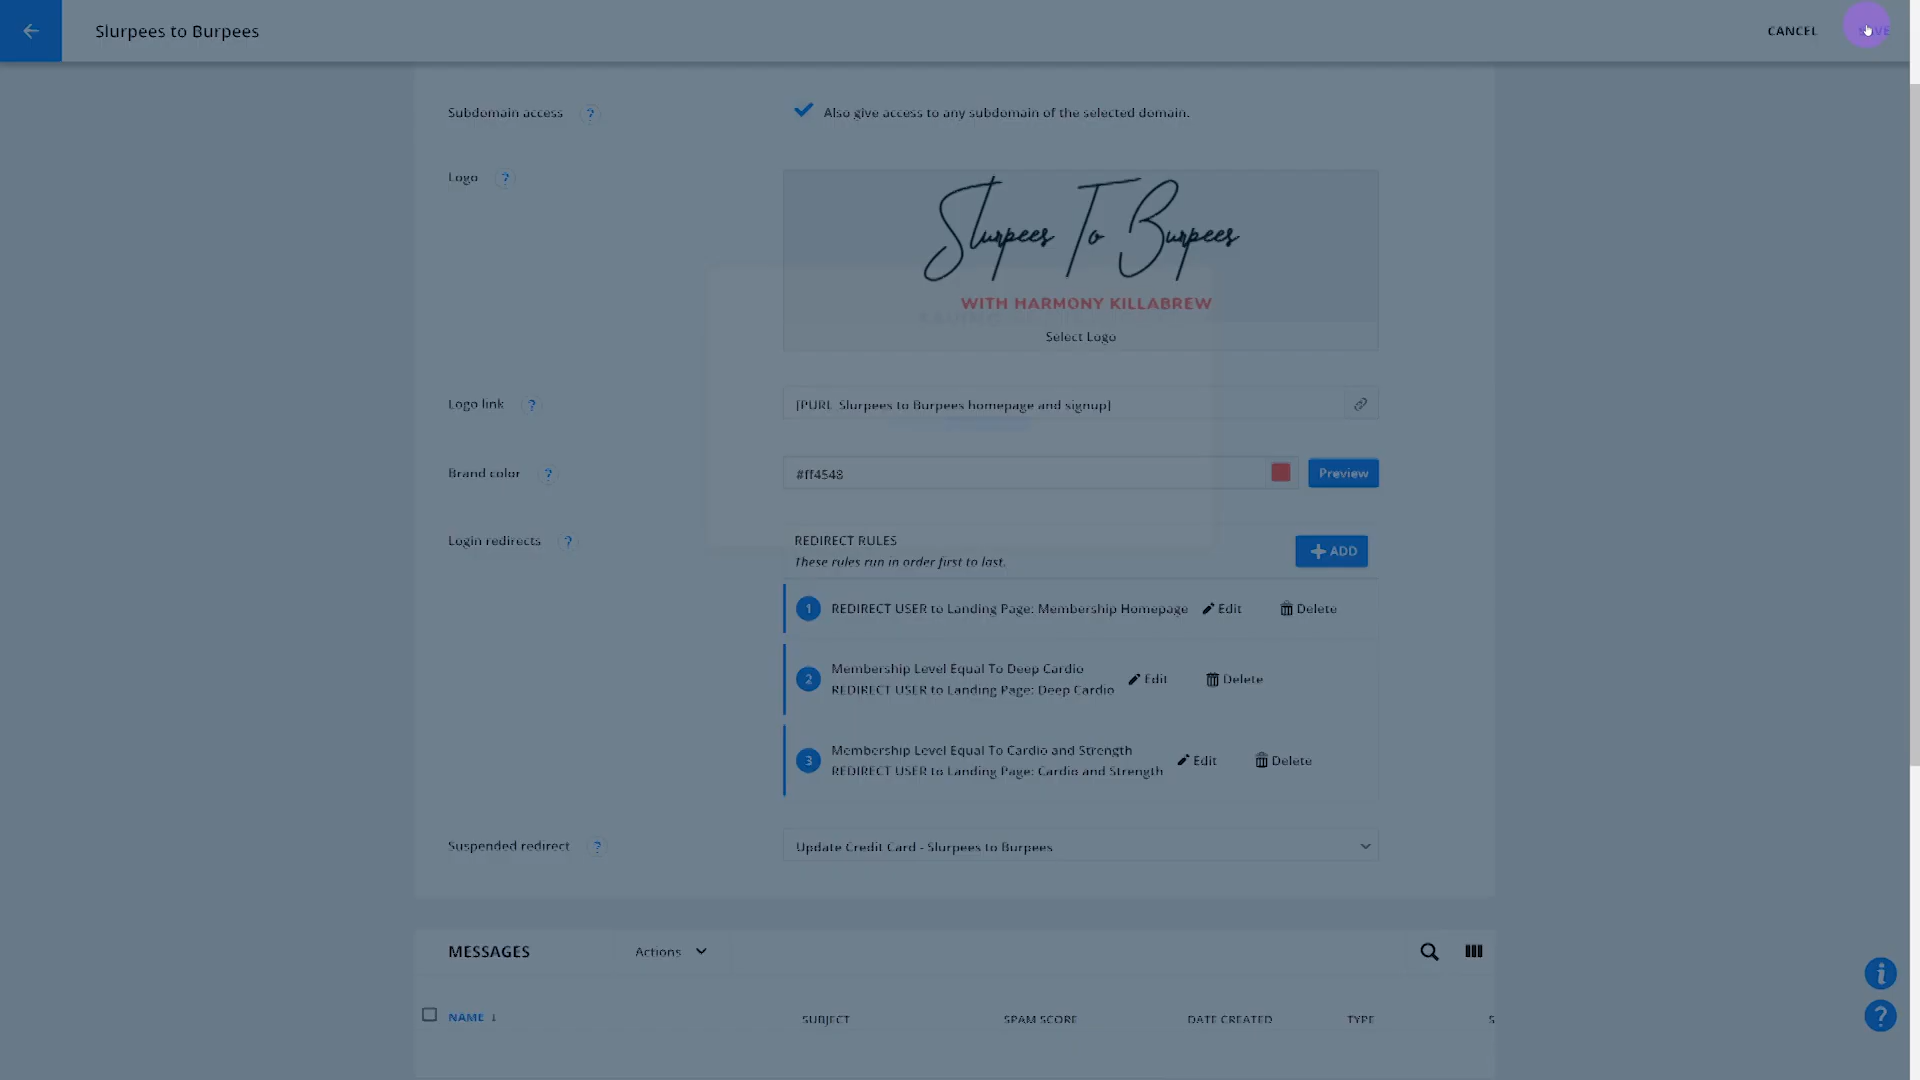 Slurpees to Burpees
CANCEL
SAVE
Subdomain access ?
Also give access to any subdomain of the selected domain.
Logo ?
Slurpees To Burpees
WITH HARMONY KILLABREW
Select Logo
Logo link ?
[PURL Slurpees to Burpees homepage and signup]
Brand color ?
#ff4548
Preview
Login redirects ?
REDIRECT RULES
These rules run in order first to last.
ADD
1 REDIRECT USER to Landing Page: Membership Homepage Edit Delete
2 Membership Level Equal To Deep Cardio
REDIRECT USER to Landing Page: Deep Cardio
Edit Delete
3 Membership Level Equal To Cardio and Strength
REDIRECT USER to Landing Page: Cardio and Strength
Edit Delete
Suspended redirect ?
Update Credit Card - Slurpees to Burpees
MESSAGES
Actions
NAME SUBJECT SPAM SCORE DATE CREATED TYPE S
i
?